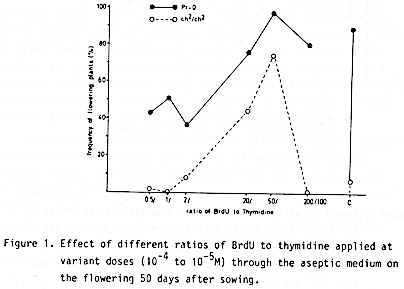 Pr-0
ch²/ch²
frequency of flowering plants (%)
100
80
60
40
20
0.5/ 1/ 2/ 20/ 50/ 200/100 C
ratio of BrdU to Thymidine
Figure 1. Effect of different ratios of BrdU to thymidine applied at
variant doses (10⁻⁴ to 10⁻⁵M) through the aseptic medium on
the flowering 50 days after sowing.